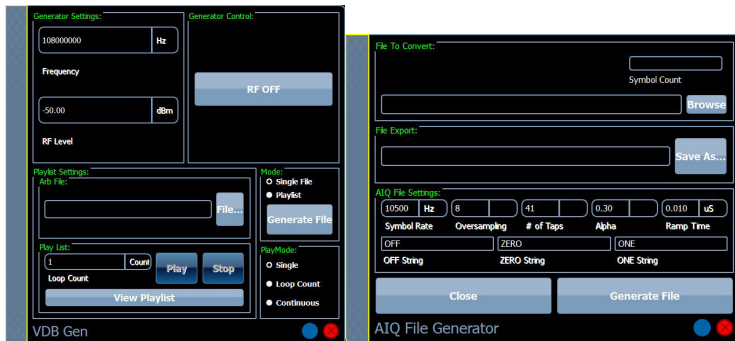 Generator Settings:
Generator Control:
108000000 Hz
Frequency
RF OFF
-50.00 dBm
RF Level
Playlist Settings:
Arb File:
File...
Mode:
Single File
Playlist
Generate File
Play List:
1 Count
Loop Count
Play
Stop
View Playlist
PlayMode:
Single
Loop Count
Continuous
VDB Gen
File To Convert:
Symbol Count
Browse
File Export:
Save As...
AIQ File Settings:
10500 Hz 8 41 0.30 0.010 uS
Symbol Rate Oversampling # of Taps Alpha Ramp Time
OFF ZERO ONE
OFF String ZERO String ONE String
Close Generate File
AIQ File Generator